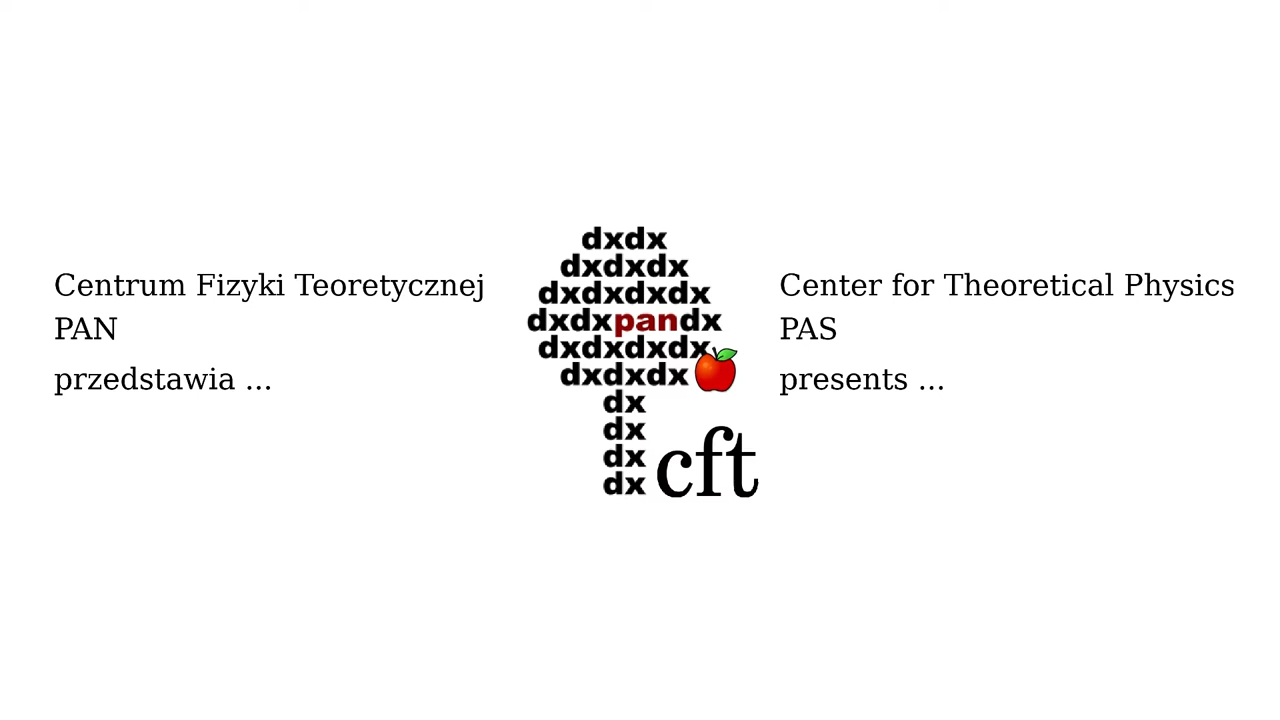 Centrum Fizyki Teoretycznej
PAN
przedstawia ...
dxdx
dxdxdx
dxdxdxdx
dxdxpandx
dxdxdxdx
dxdxdx
dx
dx
dx
dx
cft
Center for Theoretical Physics
PAS
presents ...